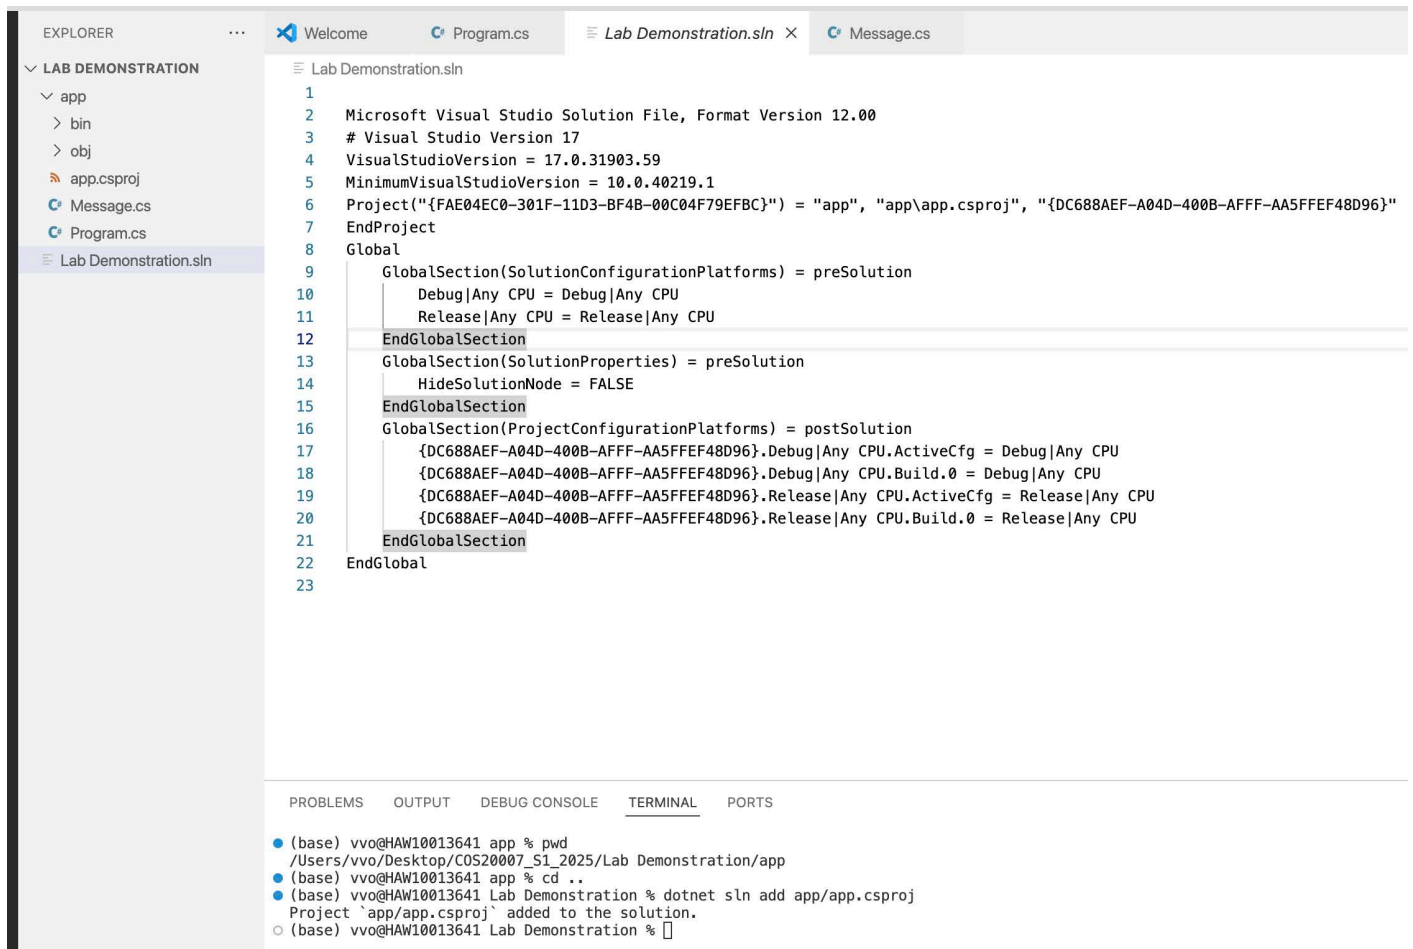 EXPLORER
···
LAB DEMONSTRATION
app
bin
obj
app.csproj
Message.cs
Program.cs
Lab Demonstration.sln
Welcome
Program.cs
Lab Demonstration.sln
Message.cs
Lab Demonstration.sln
1
2 Microsoft Visual Studio Solution File, Format Version 12.00
3 # Visual Studio Version 17
4 VisualStudioVersion = 17.0.31903.59
5 MinimumVisualStudioVersion = 10.0.40219.1
6 Project("{FAE04EC0-301F-11D3-BF4B-00C04F79EFBC}") = "app", "app\app.csproj", "{DC688AEF-A04D-400B-AFFF-AA5FFEF48D96}"
7 EndProject
8 Global
9 GlobalSection(SolutionConfigurationPlatforms) = preSolution
10 Debug|Any CPU = Debug|Any CPU
11 Release|Any CPU = Release|Any CPU
12 EndGlobalSection
13 GlobalSection(SolutionProperties) = preSolution
14 HideSolutionNode = FALSE
15 EndGlobalSection
16 GlobalSection(ProjectConfigurationPlatforms) = postSolution
17 {DC688AEF-A04D-400B-AFFF-AA5FFEF48D96}.Debug|Any CPU.ActiveCfg = Debug|Any CPU
18 {DC688AEF-A04D-400B-AFFF-AA5FFEF48D96}.Debug|Any CPU.Build.0 = Debug|Any CPU
19 {DC688AEF-A04D-400B-AFFF-AA5FFEF48D96}.Release|Any CPU.ActiveCfg = Release|Any CPU
20 {DC688AEF-A04D-400B-AFFF-AA5FFEF48D96}.Release|Any CPU.Build.0 = Release|Any CPU
21 EndGlobalSection
22 EndGlobal
23
PROBLEMS OUTPUT DEBUG CONSOLE TERMINAL PORTS
(base) vvo@HAW10013641 app % pwd
/Users/vvo/Desktop/COS20007_S1_2025/Lab Demonstration/app
(base) vvo@HAW10013641 app % cd ..
(base) vvo@HAW10013641 Lab Demonstration % dotnet sln add app/app.csproj
Project `app/app.csproj` added to the solution.
(base) vvo@HAW10013641 Lab Demonstration %